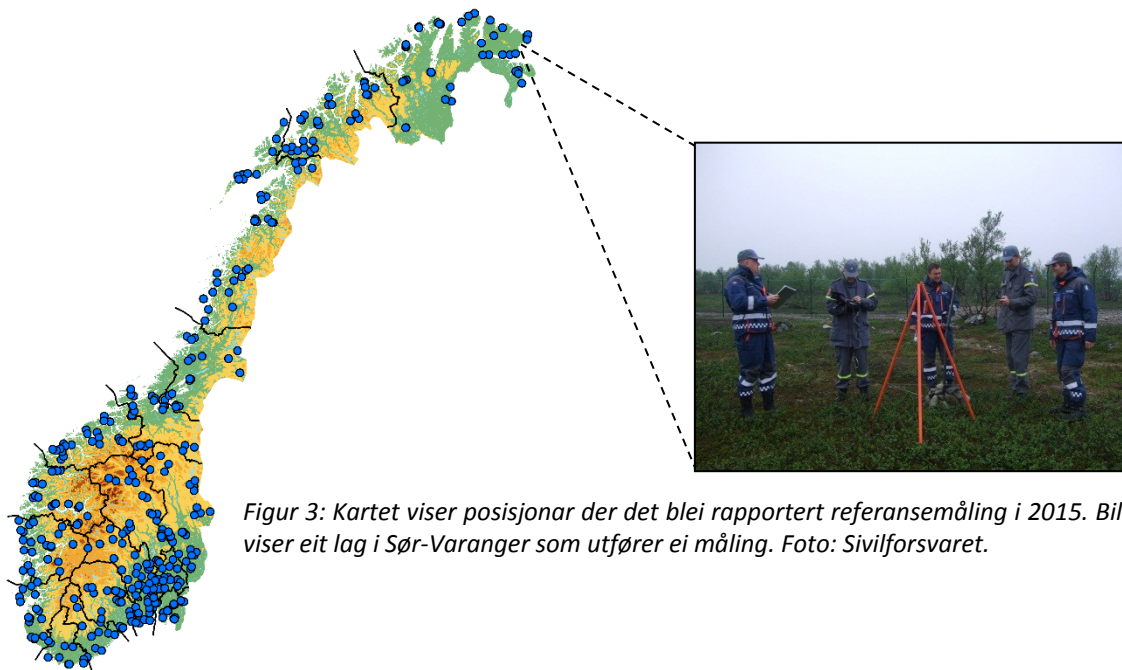 Figur 3: Kartet viser posisjonar der det blei rapportert referansemåling i 2015. Bil
viser eit lag i Sør-Varanger som utfører ei måling. Foto: Sivilforsvaret.